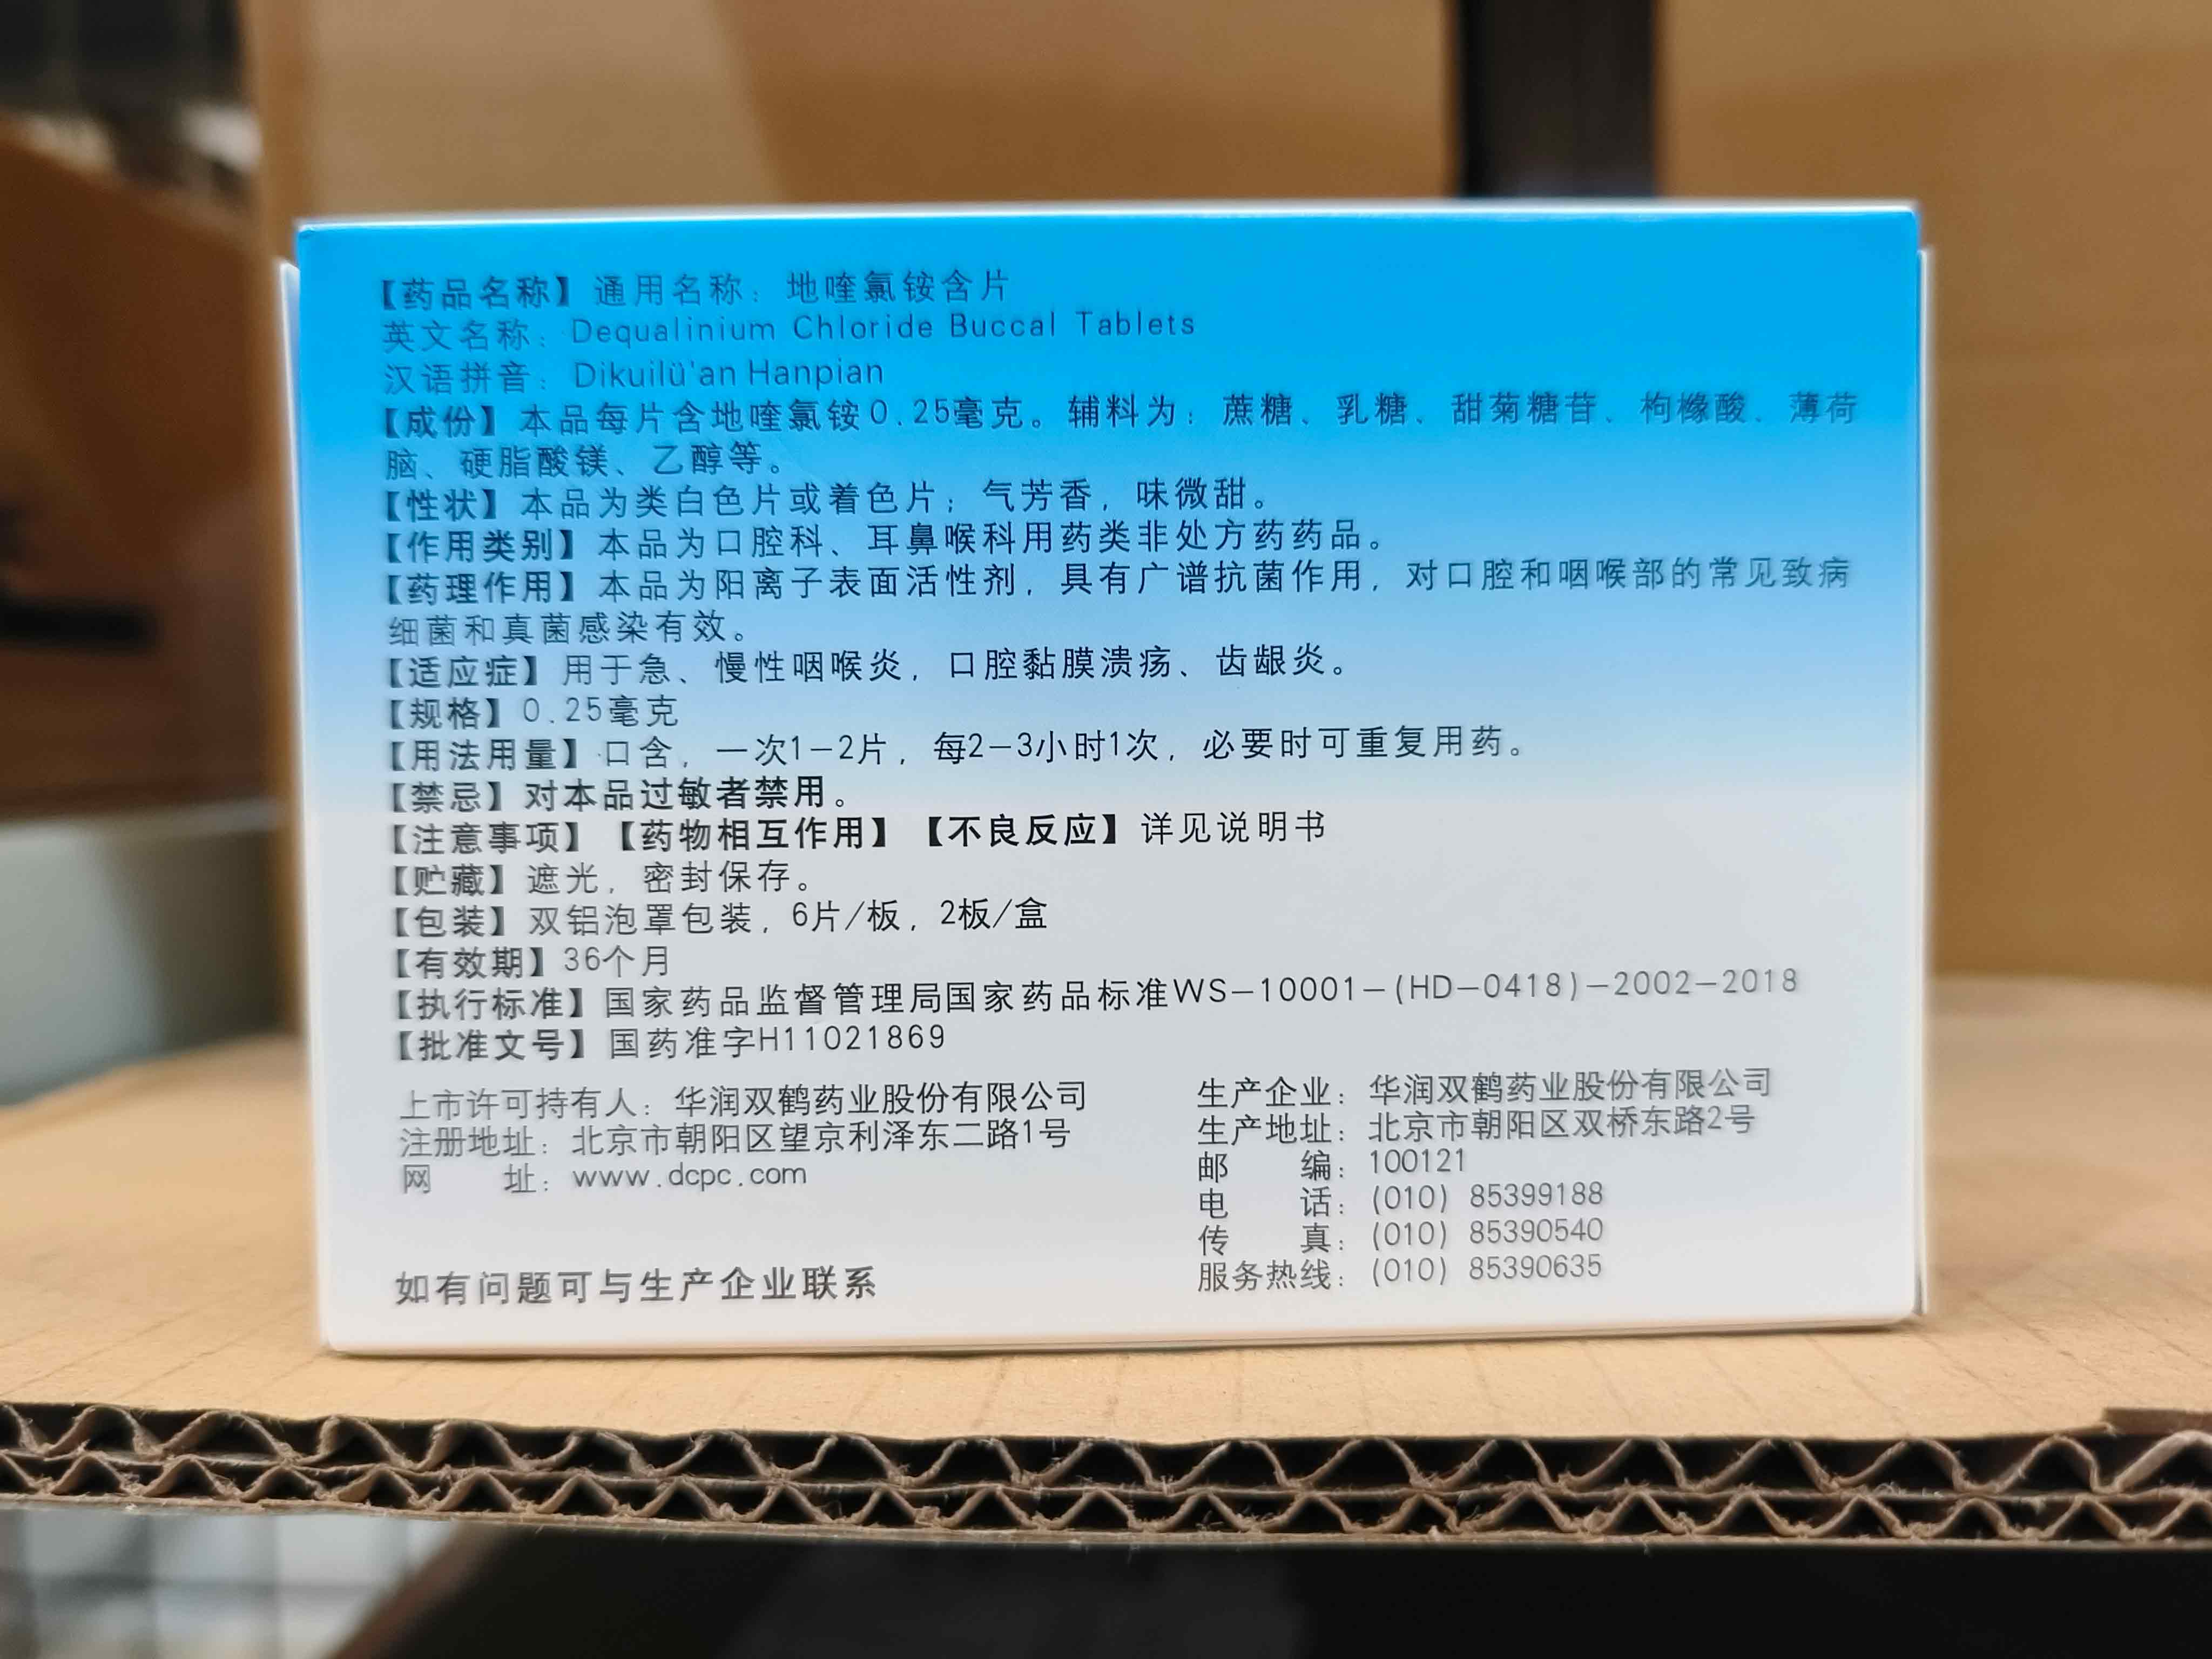 【药品名称】通用名称：地喹氯铵含片
英文名称：Dequalinium Chloride Buccal Tablets
汉语拼音：Dikuilǜ'an Hanpian
【成份】本品每片含地喹氯铵0.25毫克。辅料为：蔗糖、乳糖、甜菊糖苷、枸橼酸、薄荷
脑、硬脂酸镁、乙醇等。
【性状】本品为类白色片或着色片；气芳香，味微甜。
【作用类别】本品为口腔科、耳鼻喉科用药类非处方药药品。
【药理作用】本品为阳离子表面活性剂，具有广谱抗菌作用，对口腔和咽喉部的常见致病
细菌和真菌感染有效。
【适应症】用于急、慢性咽喉炎，口腔黏膜溃疡、齿龈炎。
【规格】0.25毫克
【用法用量】口含，一次1-2片，每2-3小时1次，必要时可重复用药。
【禁忌】对本品过敏者禁用。
【注意事项】【药物相互作用】【不良反应】详见说明书
【贮藏】遮光，密封保存。
【包装】双铝泡罩包装，6片/板，2板/盒
【有效期】36个月
【执行标准】国家药品监督管理局国家药品标准WS-10001-(HD-0418)-2002-2018
【批准文号】国药准字H11021869
上市许可持有人：华润双鹤药业股份有限公司
注册地址：北京市朝阳区望京利泽东二路1号
网 址：www.dcpc.com
如有问题可与生产企业联系
生产企业：华润双鹤药业股份有限公司
生产地址：北京市朝阳区双桥东路2号
邮 编：100121
电 话：(010) 85399188
传 真：(010) 85390540
服务热线：(010) 85390635